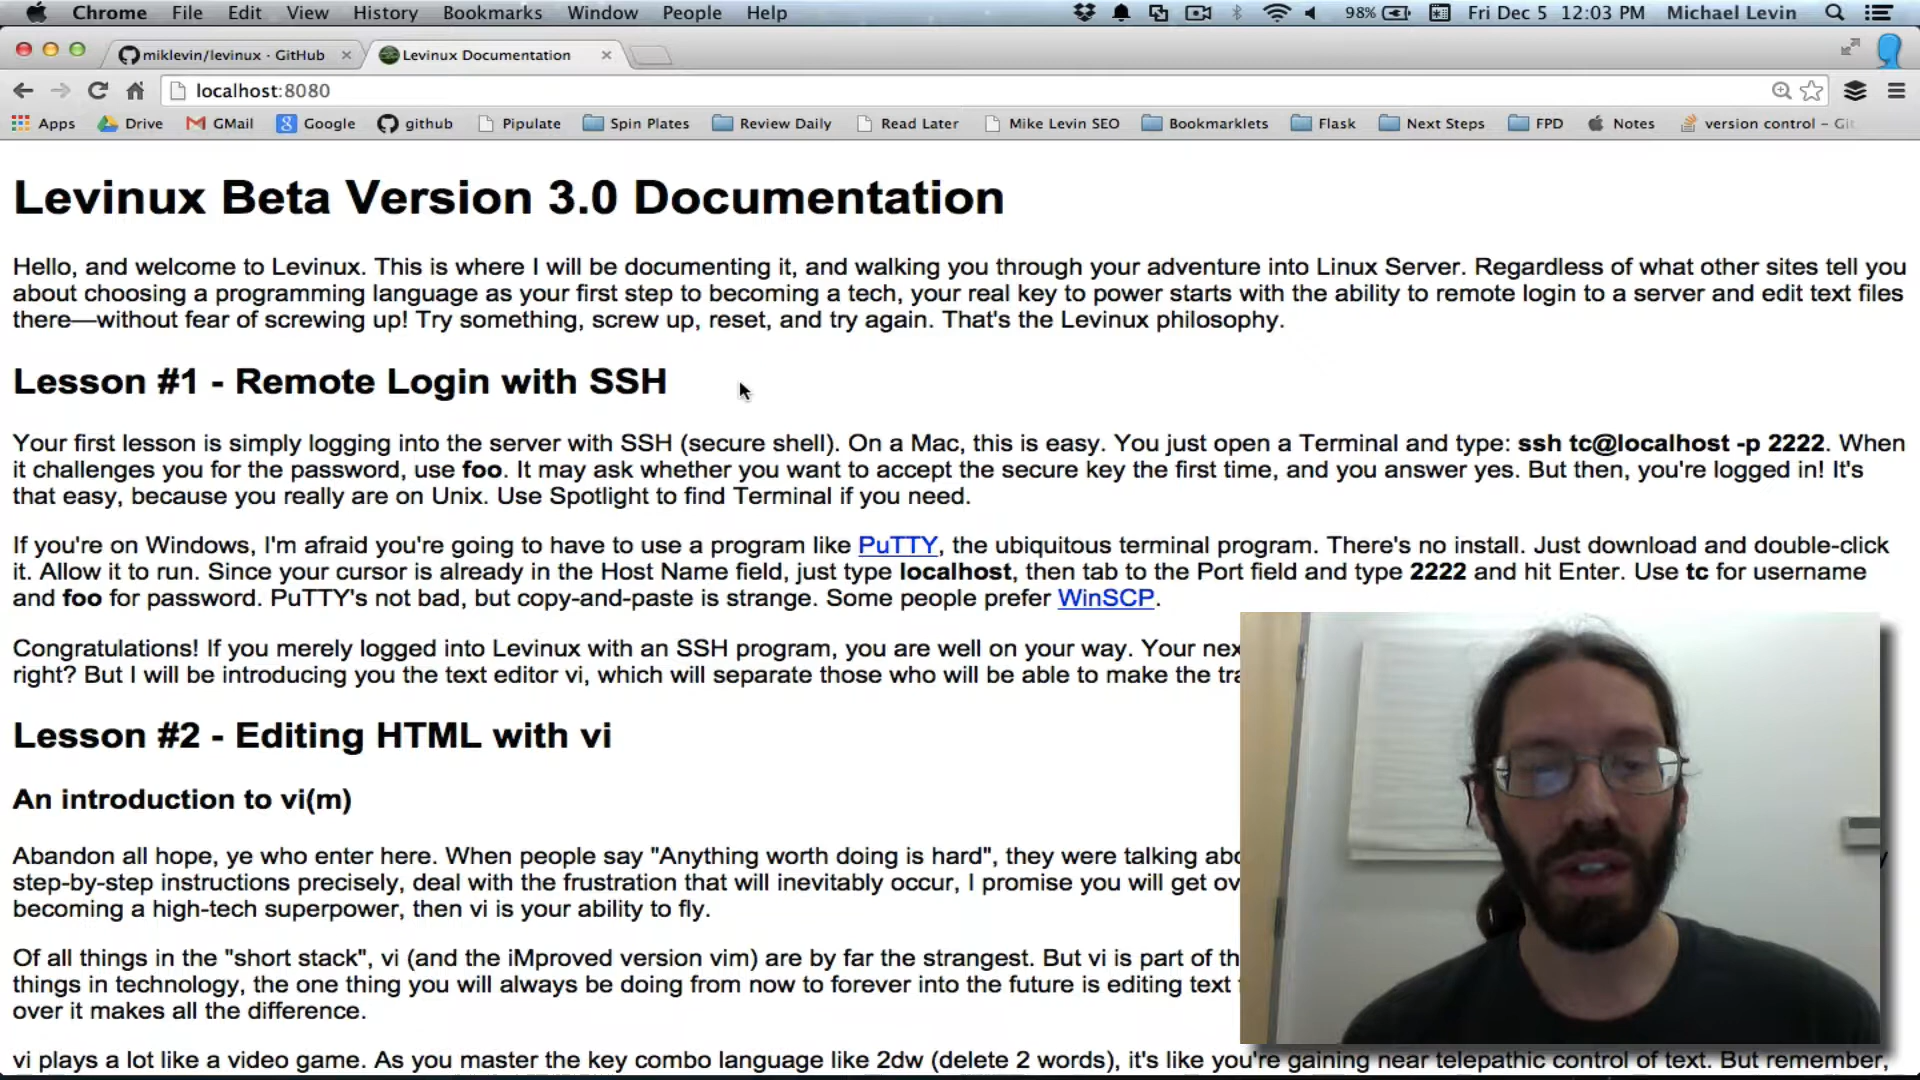 Chrome File Edit View History Bookmarks Window People Help 98% Fri Dec 5 12:03 PM Michael Levin
miklevin/levinux · GitHub Levinux Documentation
localhost:8080
Apps Drive GMail Google github Pipulate Spin Plates Review Daily Read Later Mike Levin SEO Bookmarklets Flask Next Steps FPD Notes version control - Git
Levinux Beta Version 3.0 Documentation
Hello, and welcome to Levinux. This is where I will be documenting it, and walking you through your adventure into Linux Server. Regardless of what other sites tell you
about choosing a programming language as your first step to becoming a tech, your real key to power starts with the ability to remote login to a server and edit text files
there—without fear of screwing up! Try something, screw up, reset, and try again. That's the Levinux philosophy.
Lesson #1 - Remote Login with SSH
Your first lesson is simply logging into the server with SSH (secure shell). On a Mac, this is easy. You just open a Terminal and type: ssh tc@localhost -p 2222. When
it challenges you for the password, use foo. It may ask whether you want to accept the secure key the first time, and you answer yes. But then, you're logged in! It's
that easy, because you really are on Unix. Use Spotlight to find Terminal if you need.
If you're on Windows, I'm afraid you're going to have to use a program like PuTTY, the ubiquitous terminal program. There's no install. Just download and double-click
it. Allow it to run. Since your cursor is already in the Host Name field, just type localhost, then tab to the Port field and type 2222 and hit Enter. Use tc for username
and foo for password. PuTTY's not bad, but copy-and-paste is strange. Some people prefer WinSCP.
Congratulations! If you merely logged into Levinux with an SSH program, you are well on your way. Your
right? But I will be introducing you the text editor vi, which will separate those who will be able to make the
Lesson #2 - Editing HTML with vi
An introduction to vi(m)
Abandon all hope, ye who enter here. When people say "Anything worth doing is hard", they were talking
step-by-step instructions precisely, deal with the frustration that will inevitably occur, I promise you will get
becoming a high-tech superpower, then vi is your ability to fly.
Of all things in the "short stack", vi (and the iMproved version vim) are by far the strangest. But vi is part of
things in technology, the one thing you will always be doing from now to forever into the future is editing text
over it makes all the difference.
vi plays a lot like a video game. As you master the key combo language like 2dw (delete 2 words), it's like you're gaining near telepathic control of text. But remember,